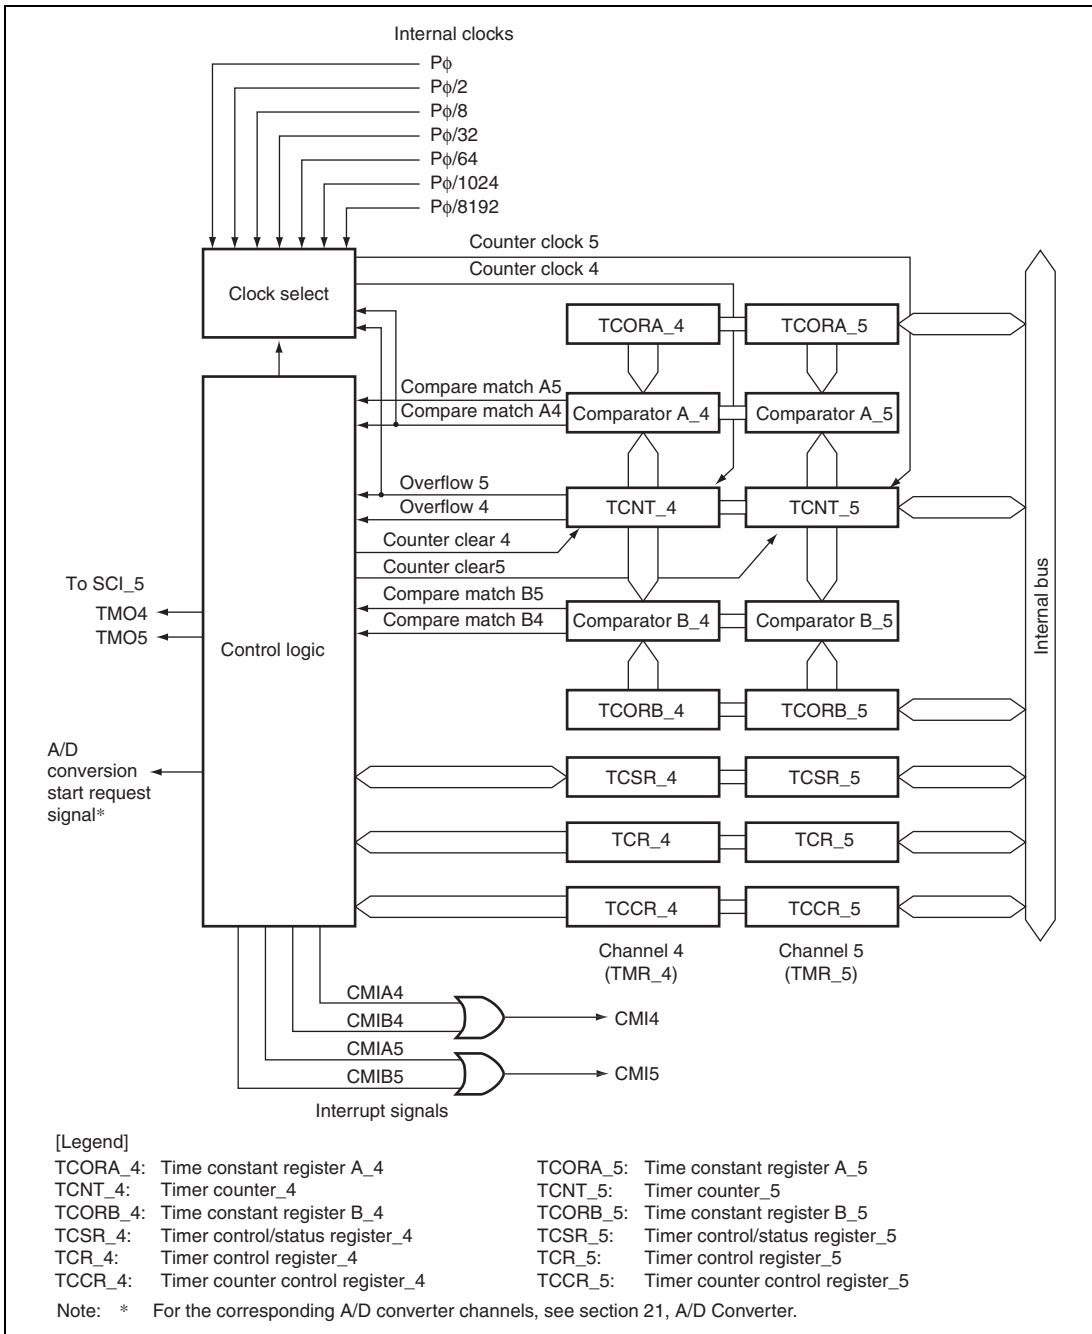 Internal clocks
Pϕ
Pϕ/2
Pϕ/8
Pϕ/32
Pϕ/64
Pϕ/1024
Pϕ/8192
Counter clock 5
Counter clock 4
Clock select
TCORA_4
TCORA_5
Compare match A5
Compare match A4
Comparator A_4
Comparator A_5
Overflow 5
Overflow 4
TCNT_4
TCNT_5
Counter clear 4
Counter clear5
To SCI_5
TMO4
TMO5
Compare match B5
Compare match B4
Comparator B_4
Comparator B_5
Control logic
Internal bus
TCORB_4
TCORB_5
A/D
conversion
start request
signal*
TCSR_4
TCSR_5
TCR_4
TCR_5
TCCR_4
TCCR_5
Channel 4
(TMR_4)
Channel 5
(TMR_5)
CMIA4
CMIB4
CMI4
CMIA5
CMIB5
CMI5
Interrupt signals
[Legend]
TCORA_4: Time constant register A_4
TCNT_4: Timer counter_4
TCORB_4: Time constant register B_4
TCSR_4: Timer control/status register_4
TCR_4: Timer control register_4
TCCR_4: Timer counter control register_4
TCORA_5: Time constant register A_5
TCNT_5: Timer counter_5
TCORB_5: Time constant register B_5
TCSR_5: Timer control/status register_5
TCR_5: Timer control register_5
TCCR_5: Timer counter control register_5
Note: * For the corresponding A/D converter channels, see section 21, A/D Converter.